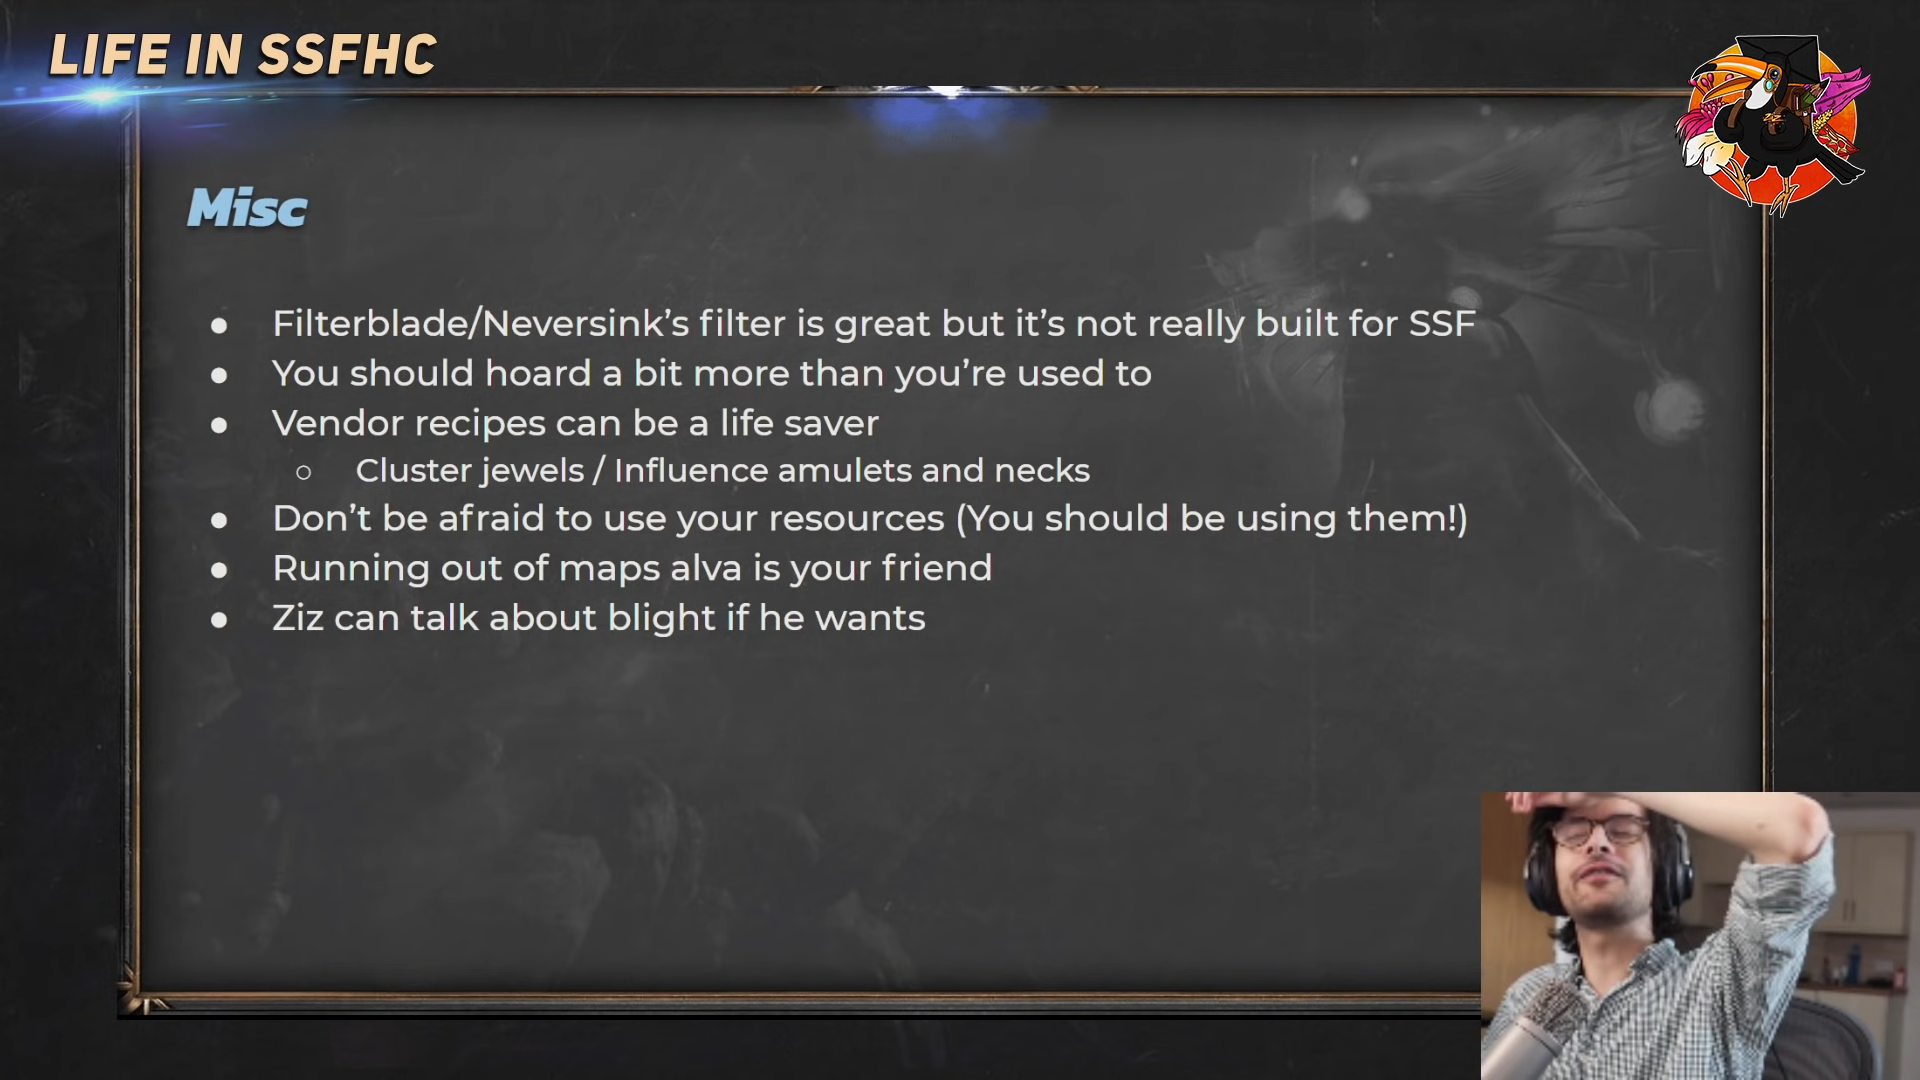 LIFE IN SSFHC
Misc
● Filterblade/Neversink’s filter is great but it’s not really built for SSF
● You should hoard a bit more than you’re used to
● Vendor recipes can be a life saver
○ Cluster jewels / Influence amulets and necks
● Don’t be afraid to use your resources (You should be using them!)
● Running out of maps alva is your friend
● Ziz can talk about blight if he wants